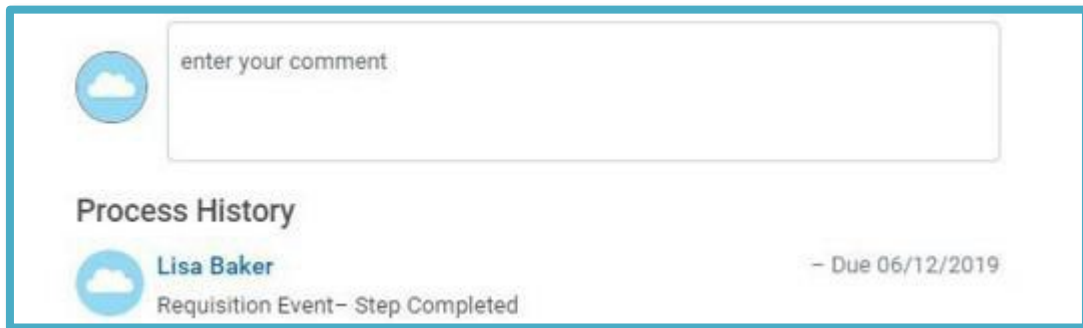 enter your comment
Process History
Lisa Baker – Due 06/12/2019
Requisition Event– Step Completed